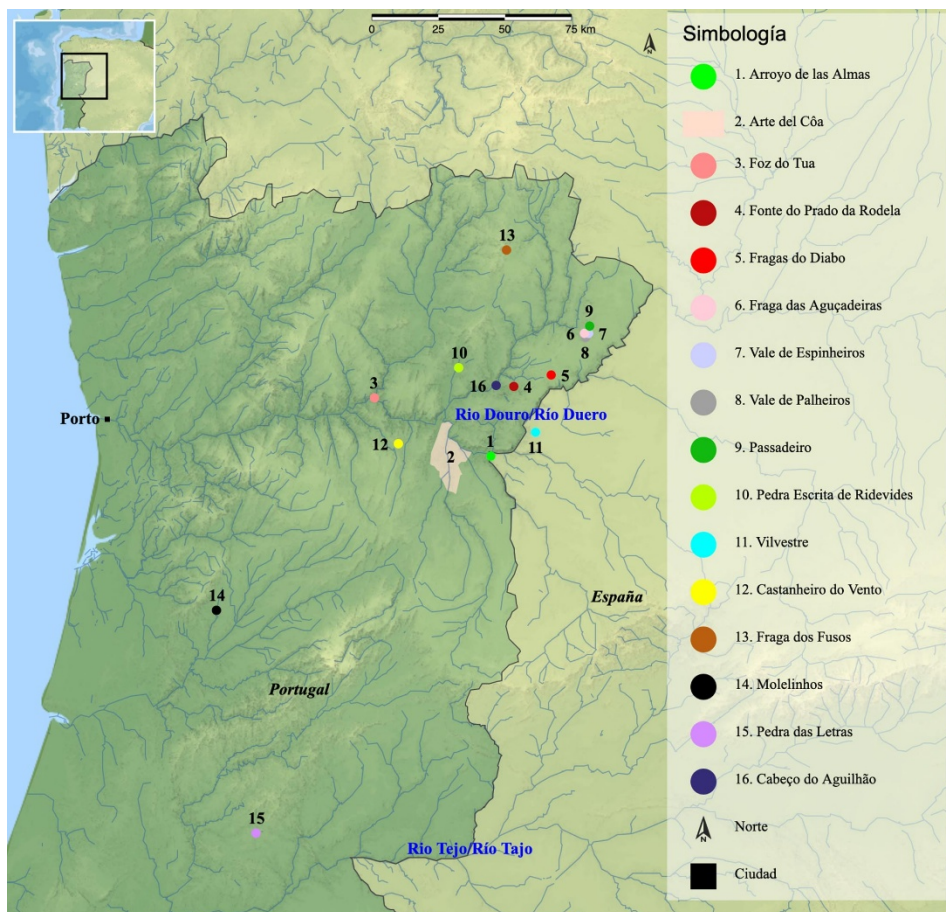 0 25 50 75 km
N
Simbología
1. Arroyo de las Almas
2. Arte del Côa
3. Foz do Tua
4. Fonte do Prado da Rodela
5. Fragas do Diabo
6. Fraga das Aguçadeiras
7. Vale de Espinheiros
8. Vale de Palheiros
9. Passadeiro
10. Pedra Escrita de Ridevides
11. Vilvestre
12. Castanheiro do Vento
13. Fraga dos Fusos
14. Molelinhos
15. Pedra das Letras
16. Cabeço do Aguilhão
N Norte
Ciudad
13
9
6 7
8
10
16 4 5
3
Porto
Rio Douro/Río Duero
12
2
1
11
14
España
Portugal
15
Rio Tejo/Río Tajo